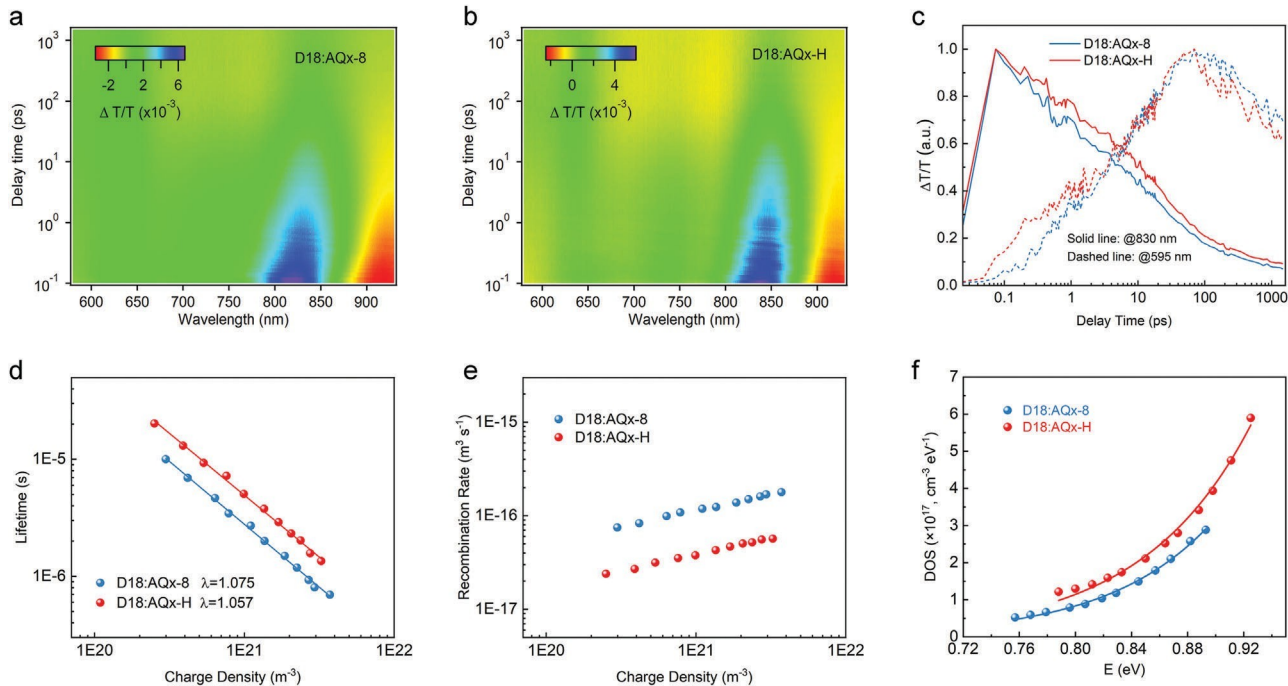 a
D18:AQx-8
-2 2 6
Δ T/T (x10⁻³)
10³
10²
10¹
10⁰
10⁻¹
Delay time (ps)
600 650 700 750 800 850 900
Wavelength (nm)
b
D18:AQx-H
0 4
Δ T/T (x10⁻³)
10³
10²
10¹
10⁰
10⁻¹
Delay time (ps)
600 650 700 750 800 850 900
Wavelength (nm)
c
D18:AQx-8
D18:AQx-H
1.0
0.8
0.6
0.4
0.2
0.0
ΔT/T (a.u.)
Solid line: @830 nm
Dashed line: @595 nm
0.1 1 10 100 1000
Delay Time (ps)
d
1E-5
1E-6
Lifetime (s)
D18:AQx-8 λ=1.075
D18:AQx-H λ=1.057
1E20 1E21 1E22
Charge Density (m⁻³)
e
D18:AQx-8
D18:AQx-H
1E-15
1E-16
1E-17
Recombination Rate (m³ s⁻¹)
1E20 1E21 1E22
Charge Density (m⁻³)
f
D18:AQx-8
D18:AQx-H
7
6
5
4
3
2
1
0
DOS (×10¹⁷, cm⁻³ eV⁻¹)
0.72 0.76 0.80 0.84 0.88 0.92
E (eV)